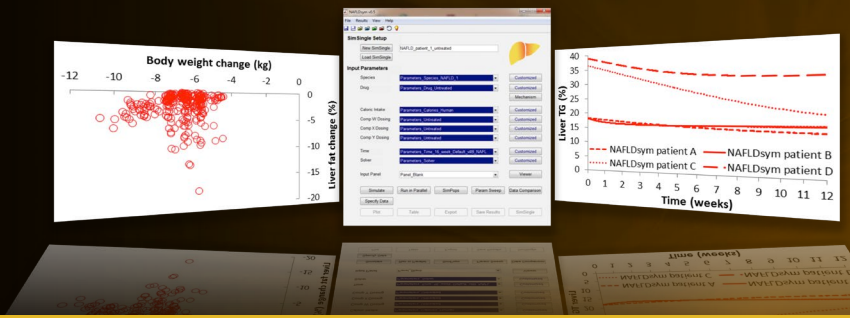 Body weight change (kg)
-12 -10 -8 -6 -4 -2 0
0
-5
-10
-15
-20
Liver fat change (%)
File Results View Help
SimSingle Setup
New SimSingle
NAFLD_patient_1_untreated
Load SimSingle
Input Parameters
Species
Parameters_Species_NAFLD_1
Customized
Drug
Parameters_Drug_Untreated
Customized
Mechanism
Caloric Intake
Parameters_Calories_Human
Customized
Comp W Dosing
Parameters_Untreated
Customized
Comp X Dosing
Parameters_Untreated
Customized
Comp Y Dosing
Parameters_Untreated
Customized
Time
Customized
Solver
Parameters_Solver
Customized
Input Panel
Panel_Blank
Viewer
Simulate
Run in Parallel
SimPops
Param Sweep
Data Comparison
Specify Data
Plot
Table
Export
Save Results
SimSingle
Liver TG (%)
40
35
30
25
20
15
10
5
0
NAFLDsym patient A
NAFLDsym patient B
NAFLDsym patient C
NAFLDsym patient D
0 1 2 3 4 5 6 7 8 9 10 11 12
Time (weeks)